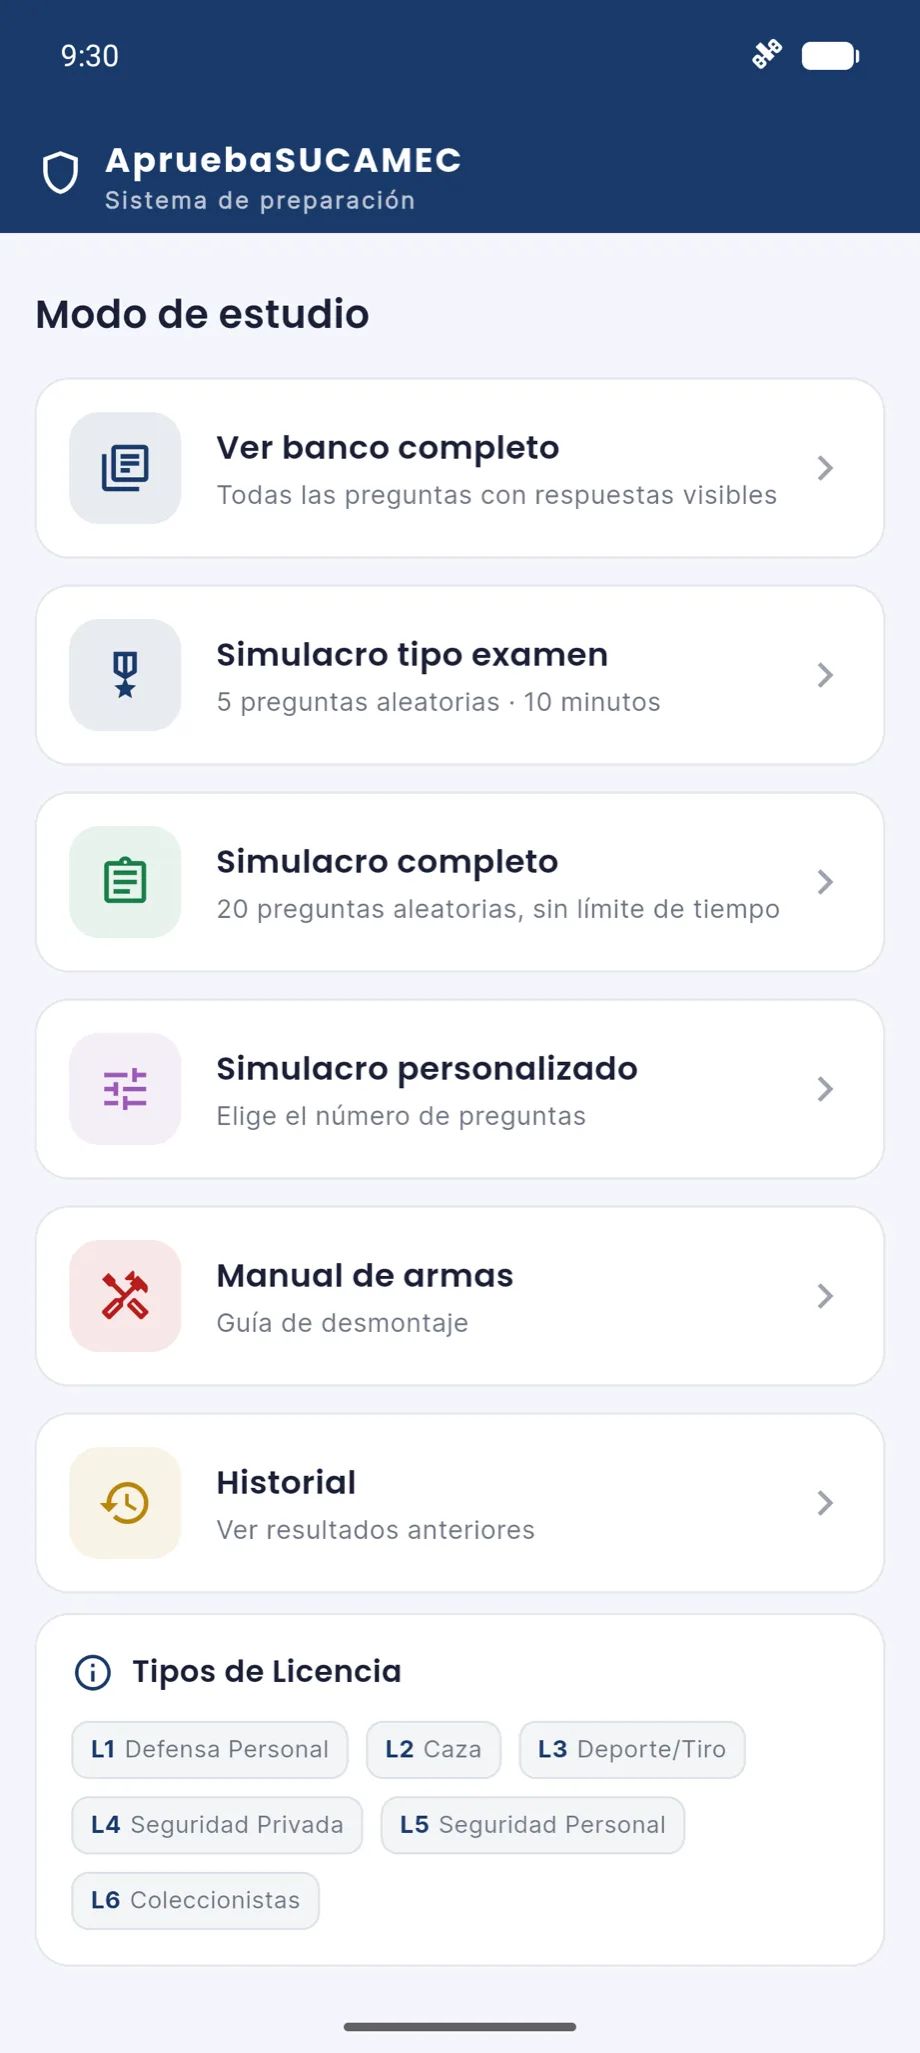 9:30
ApruebaSUCAMEC
Sistema de preparación
Modo de estudio
Ver banco completo
Todas las preguntas con respuestas visibles
Simulacro tipo examen
5 preguntas aleatorias · 10 minutos
Simulacro completo
20 preguntas aleatorias, sin límite de tiempo
Simulacro personalizado
Elige el número de preguntas
Manual de armas
Guía de desmontaje
Historial
Ver resultados anteriores
Tipos de Licencia
L1 Defensa Personal L2 Caza L3 Deporte/Tiro
L4 Seguridad Privada L5 Seguridad Personal
L6 Coleccionistas